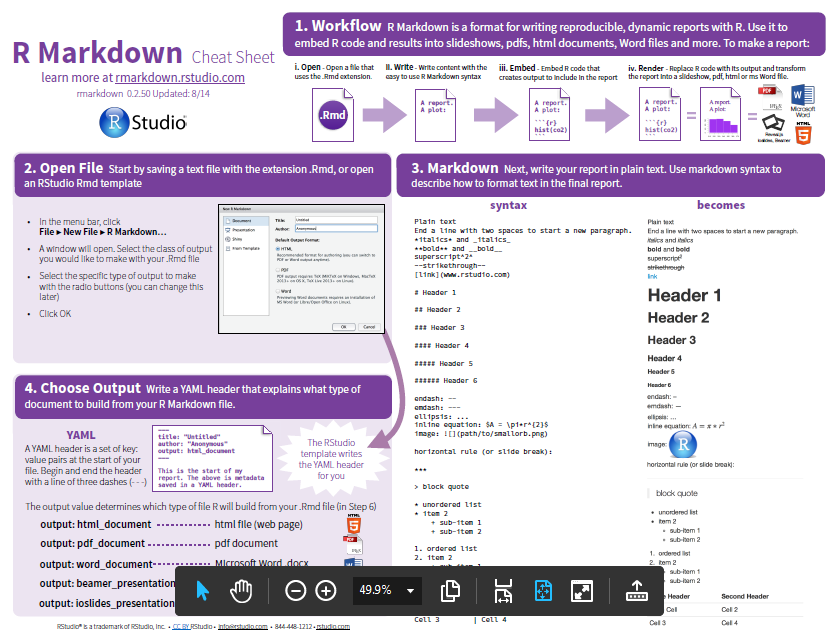 R Markdown Cheat Sheet
learn more at rmarkdown.rstudio.com
rmarkdown 0.2.50 Updated: 8/14
R Studio
1. Workflow R Markdown is a format for writing reproducible, dynamic reports with R. Use it to
embed R code and results into slideshows, pdfs, html documents, Word files and more. To make a report:
i. Open - Open a file that
uses the .Rmd extension.
ii. Write - Write content with the
easy to use R Markdown syntax
iii. Embed - Embed R code that
creates output to include in the report
iv. Render - Replace R code with its output and transform
the report into a slideshow, pdf, html or ms Word file.
.Rmd
A report.
A plot:
A report.
A plot:
```{r}
hist(co2)
```
A report.
A plot:
```{r}
hist(co2)
```
=
A report.
A plot:
=
PDF
LATEX
Microsoft
Word
Reveal.js
ioslides, Beamer
HTML
5
2. Open File Start by saving a text file with the extension .Rmd, or open
an RStudio Rmd template
• In the menu bar, click
File ▸ New File ▸ R Markdown...
• A window will open. Select the class of output
you would like to make with your .Rmd file
• Select the specific type of output to make
with the radio buttons (you can change this
later)
• Click OK
New R Markdown
Document
Presentation
Shiny
From Template
Title: Untitled
Author: Anonymous
Default Output Format:
HTML
Recommended format for authoring (you can switch to
PDF or Word output anytime).
PDF
PDF output requires TeX (MiKTeX on Windows, MacTeX
2013+ on OS X, TeX Live 2013+ on Linux).
Word
Previewing Word documents requires an installation of
MS Word (or Libre/Open Office on Linux).
OK Cancel
4. Choose Output Write a YAML header that explains what type of
document to build from your R Markdown file.
YAML
A YAML header is a set of key:
value pairs at the start of your
file. Begin and end the header
with a line of three dashes (- - -)
---
title: "Untitled"
author: "Anonymous"
output: html_document
---
This is the start of my
report. The above is metadata
saved in a YAML header.
The RStudio
template writes
the YAML header
for you
The output value determines which type of file R will build from your .Rmd file (in Step 6)
output: html_document html file (web page)
output: pdf_document pdf document
output: word_document Microsoft Word .docx
output: beamer_presentation
output: ioslides_presentation
HTML
5
PDF
LATEX
3. Markdown Next, write your report in plain text. Use markdown syntax to
describe how to format text in the final report.
syntax
Plain text
End a line with two spaces to start a new paragraph.
*italics* and _italics_
**bold** and __bold__
superscript^2^
~~strikethrough~~
[link](www.rstudio.com)
# Header 1
## Header 2
### Header 3
#### Header 4
##### Header 5
###### Header 6
endash: --
emdash: ---
ellipsis: ...
inline equation: $A = \pi*r^{2}$
image: ![](path/to/smallorb.png)
horizontal rule (or slide break):
***
> block quote
* unordered list
* item 2
+ sub-item 1
+ sub-item 2
1. ordered list
2. item 2
Cell 3 | Cell 4
becomes
Plain text
End a line with two spaces to start a new paragraph.
italics and italics
bold and bold
superscript2
strikethrough
link
Header 1
Header 2
Header 3
Header 4
Header 5
Header 6
endash: –
emdash: —
ellipsis: …
inline equation: A = π * r²
image: R
horizontal rule (or slide break):
block quote
• unordered list
• item 2
• sub-item 1
• sub-item 2
1. ordered list
2. item 2
• sub-item 1
• sub-item 2
Header Second Header
Cell Cell 2
Cell 3 Cell 4
49.9%
RStudio® is a trademark of RStudio, Inc. • CC BY RStudio • info@rstudio.com • 844-448-1212 • rstudio.com